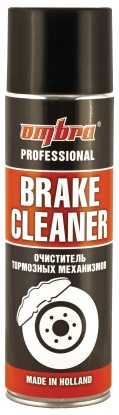 ombra
PROFESSIONAL
BRAKE
CLEANER
ОЧИСТИТЕЛЬ
ТОРМОЗНЫХ МЕХАНИЗМОВ
MADE IN HOLLAND